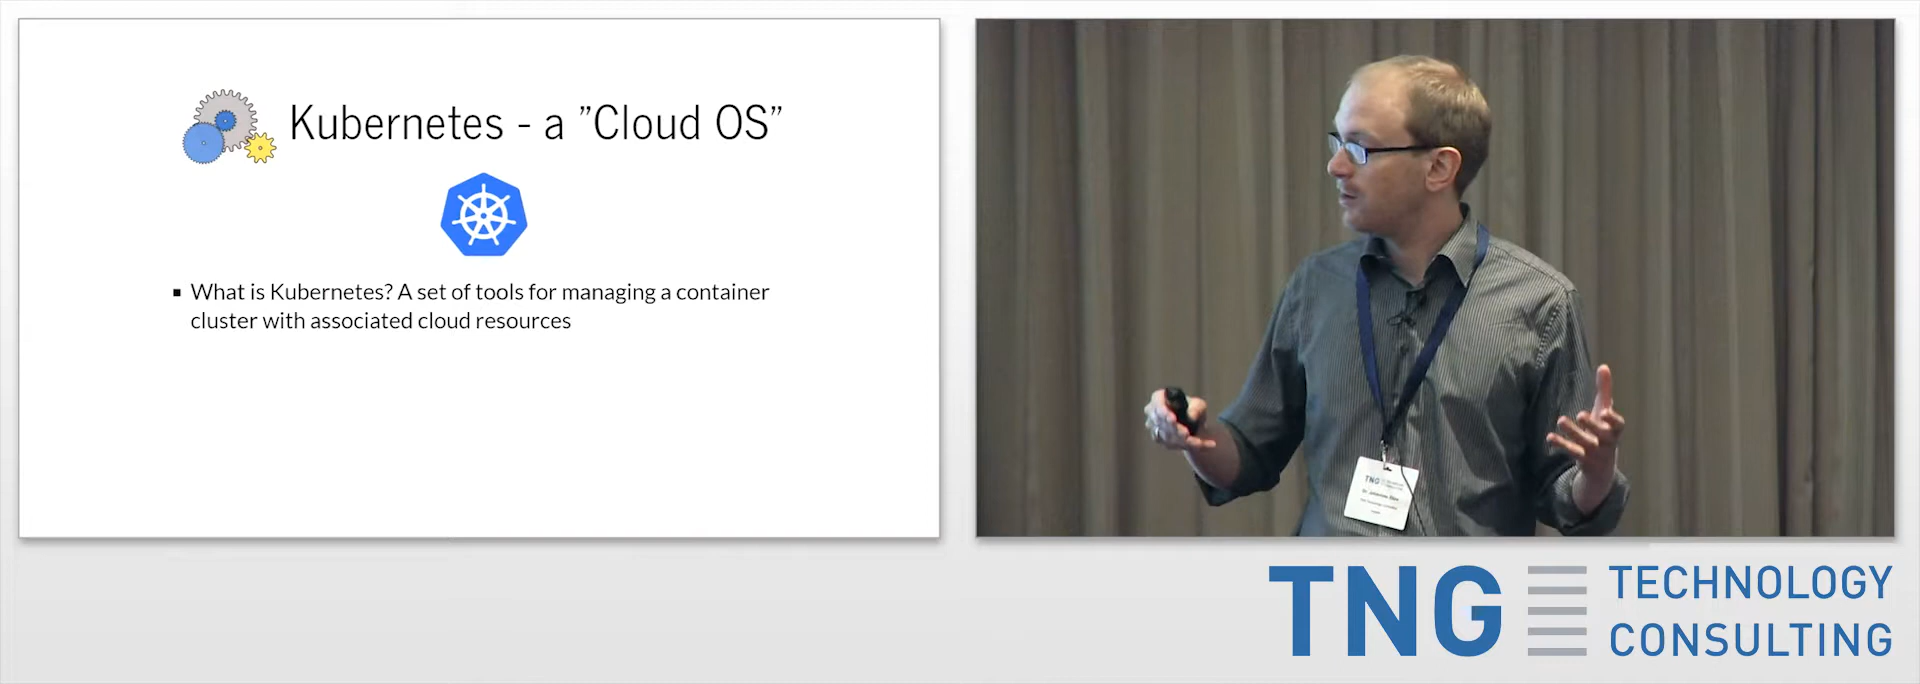 Kubernetes - a ”Cloud OS”
What is Kubernetes? A set of tools for managing a container
cluster with associated cloud resources
TNG
TNG TECHNOLOGY
CONSULTING